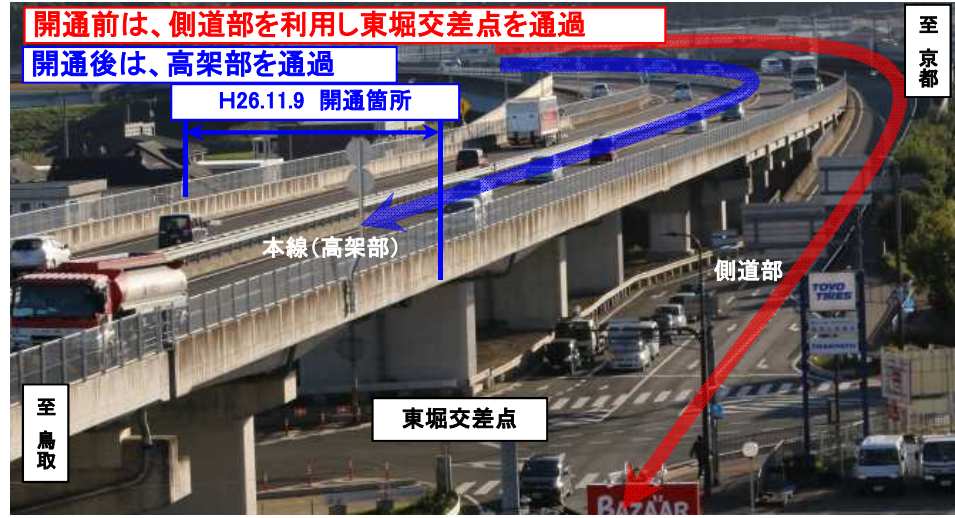 開通前は、側道部を利用し東堀交差点を通過
開通後は、高架部を通過
H26.11.9 開通箇所
至 京都
本線（高架部）
側道部
TOYO
TIRES
東堀交差点
至 鳥取
BAZAAR